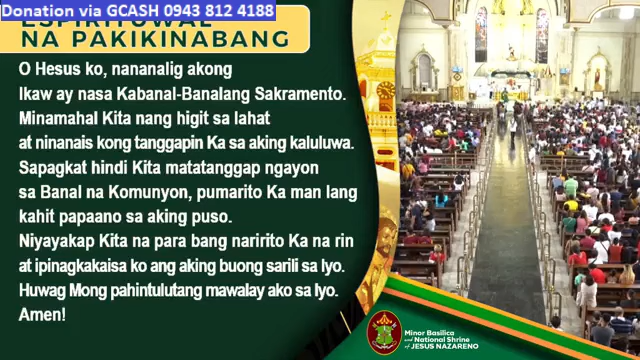 Donation via GCASH 0943 812 4188
ESPIRITUWAL
NA PAKIKINABANG
O Hesus ko, nananalig akong
Ikaw ay nasa Kabanal-Banalang Sakramento.
Minamahal Kita nang higit sa lahat
at ninanais kong tanggapin Ka sa aking kaluluwa.
Sapagkat hindi Kita matatanggap ngayon
sa Banal na Komunyon, pumarito Ka man lang
kahit papaano sa aking puso.
Niyayakap Kita na para bang naririto Ka na rin
at ipinagkakaisa ko ang aking buong sarili sa Iyo.
Huwag Mong pahintulutang mawalay ako sa Iyo.
Amen!
Minor Basilica
and National Shrine
of JESUS NAZARENO